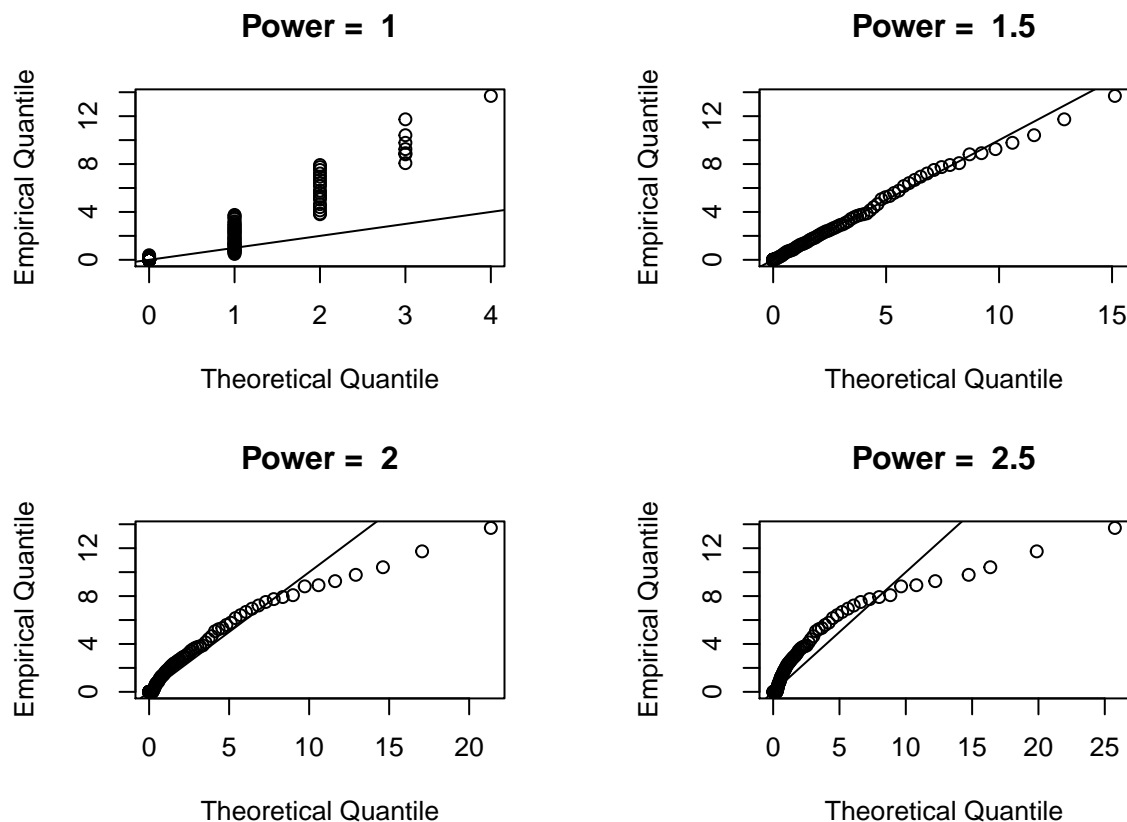 Power = 1
Empirical Quantile
0 4 8 12
0 1 2 3 4
Theoretical Quantile
Power = 1.5
Empirical Quantile
0 4 8 12
0 5 10 15
Theoretical Quantile
Power = 2
Empirical Quantile
0 4 8 12
0 5 10 15 20
Theoretical Quantile
Power = 2.5
Empirical Quantile
0 4 8 12
0 5 10 15 20 25
Theoretical Quantile